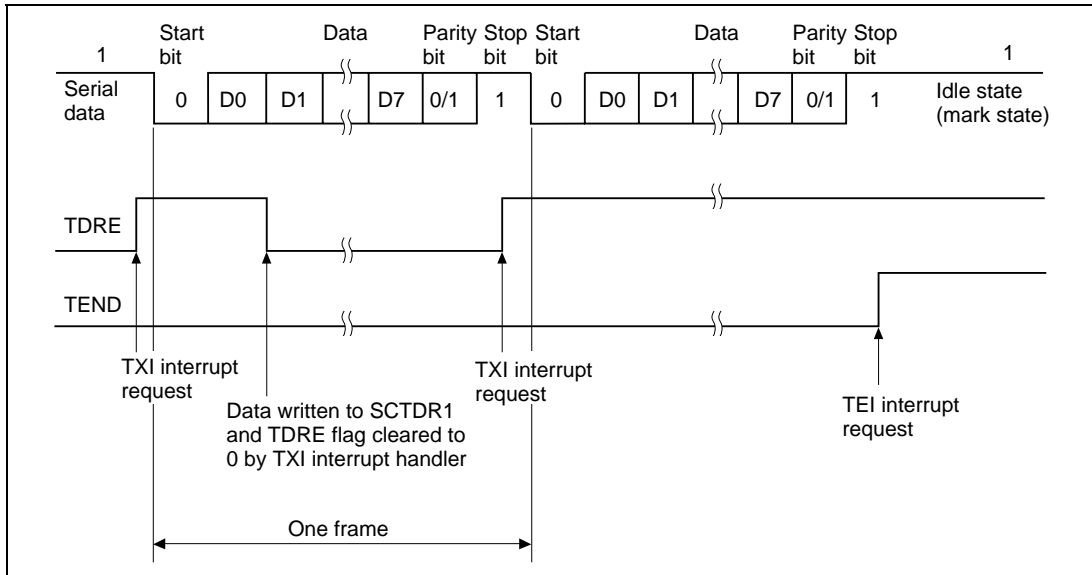 Start bit
Data
Parity bit
Stop bit
Start bit
Data
Parity bit
Stop bit
1
1
Serial data
0
D0
D1
D7
0/1
1
0
D0
D1
D7
0/1
1
Idle state
(mark state)
TDRE
TEND
TXI interrupt
request
Data written to SCTDR1
and TDRE flag cleared to
0 by TXI interrupt handler
TXI interrupt
request
TEI interrupt
request
One frame